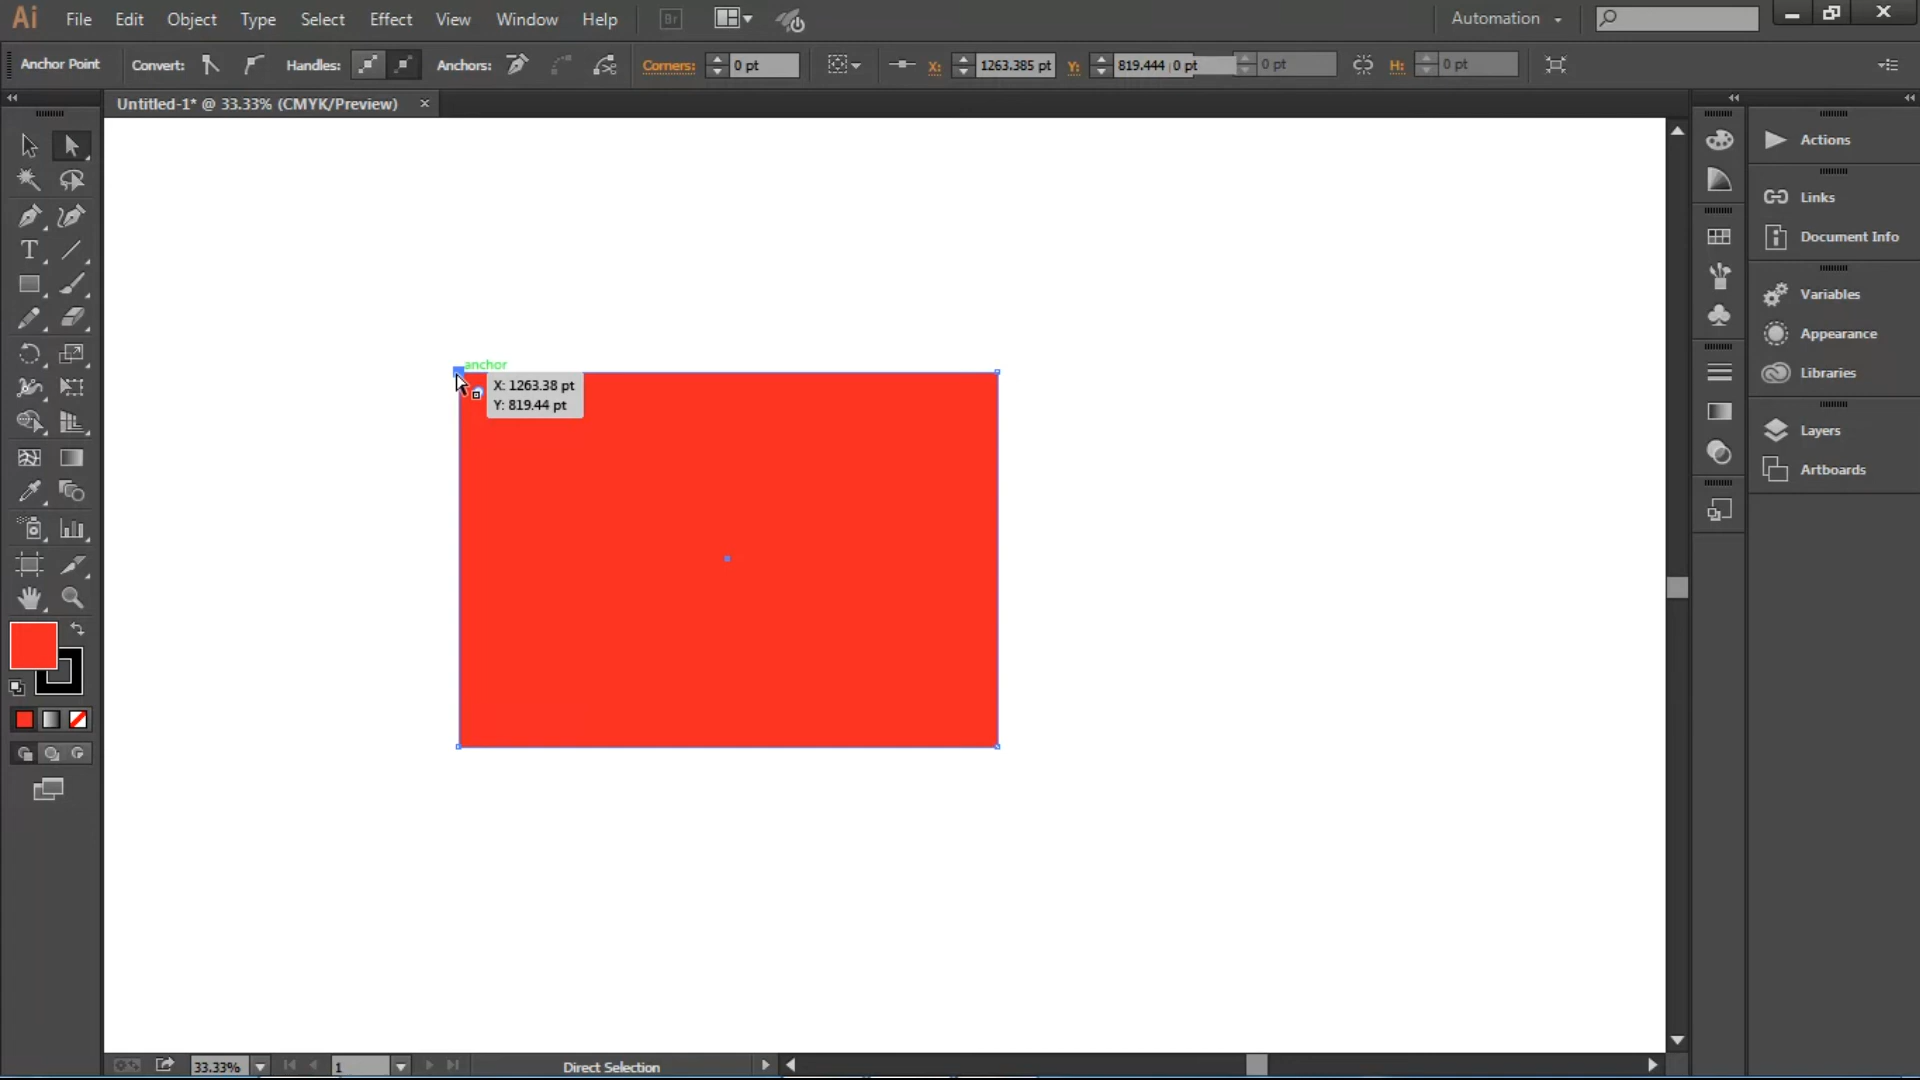 Ai File Edit Object Type Select Effect View Window Help Br Automation
Anchor Point Convert: Handles: Anchors: Corners: 0 pt X: 1263.385 pt Y: 819.444 0 pt 0 pt H: 0 pt
Untitled-1* @ 33.33% (CMYK/Preview) ×
Actions
Links
Document Info
Variables
Appearance
Libraries
Layers
Artboards
anchor
X: 1263.38 pt
Y: 819.44 pt
T
33.33% 1 Direct Selection